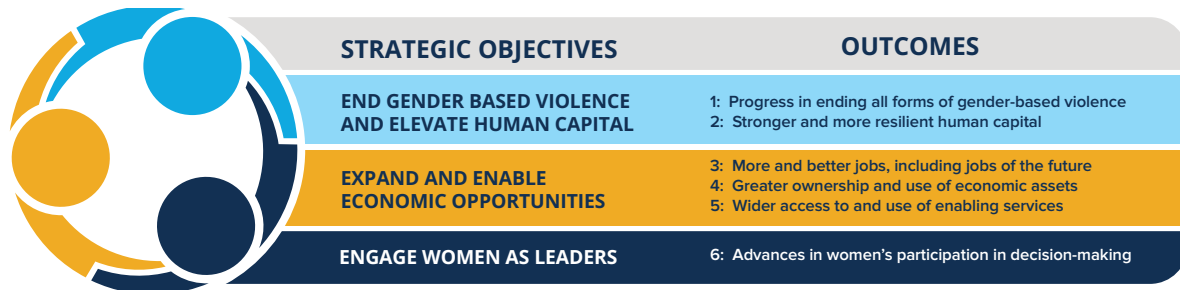 STRATEGIC OBJECTIVES
OUTCOMES
END GENDER BASED VIOLENCE
AND ELEVATE HUMAN CAPITAL
1: Progress in ending all forms of gender-based violence
2: Stronger and more resilient human capital
EXPAND AND ENABLE
ECONOMIC OPPORTUNITIES
3: More and better jobs, including jobs of the future
4: Greater ownership and use of economic assets
5: Wider access to and use of enabling services
ENGAGE WOMEN AS LEADERS
6: Advances in women’s participation in decision-making